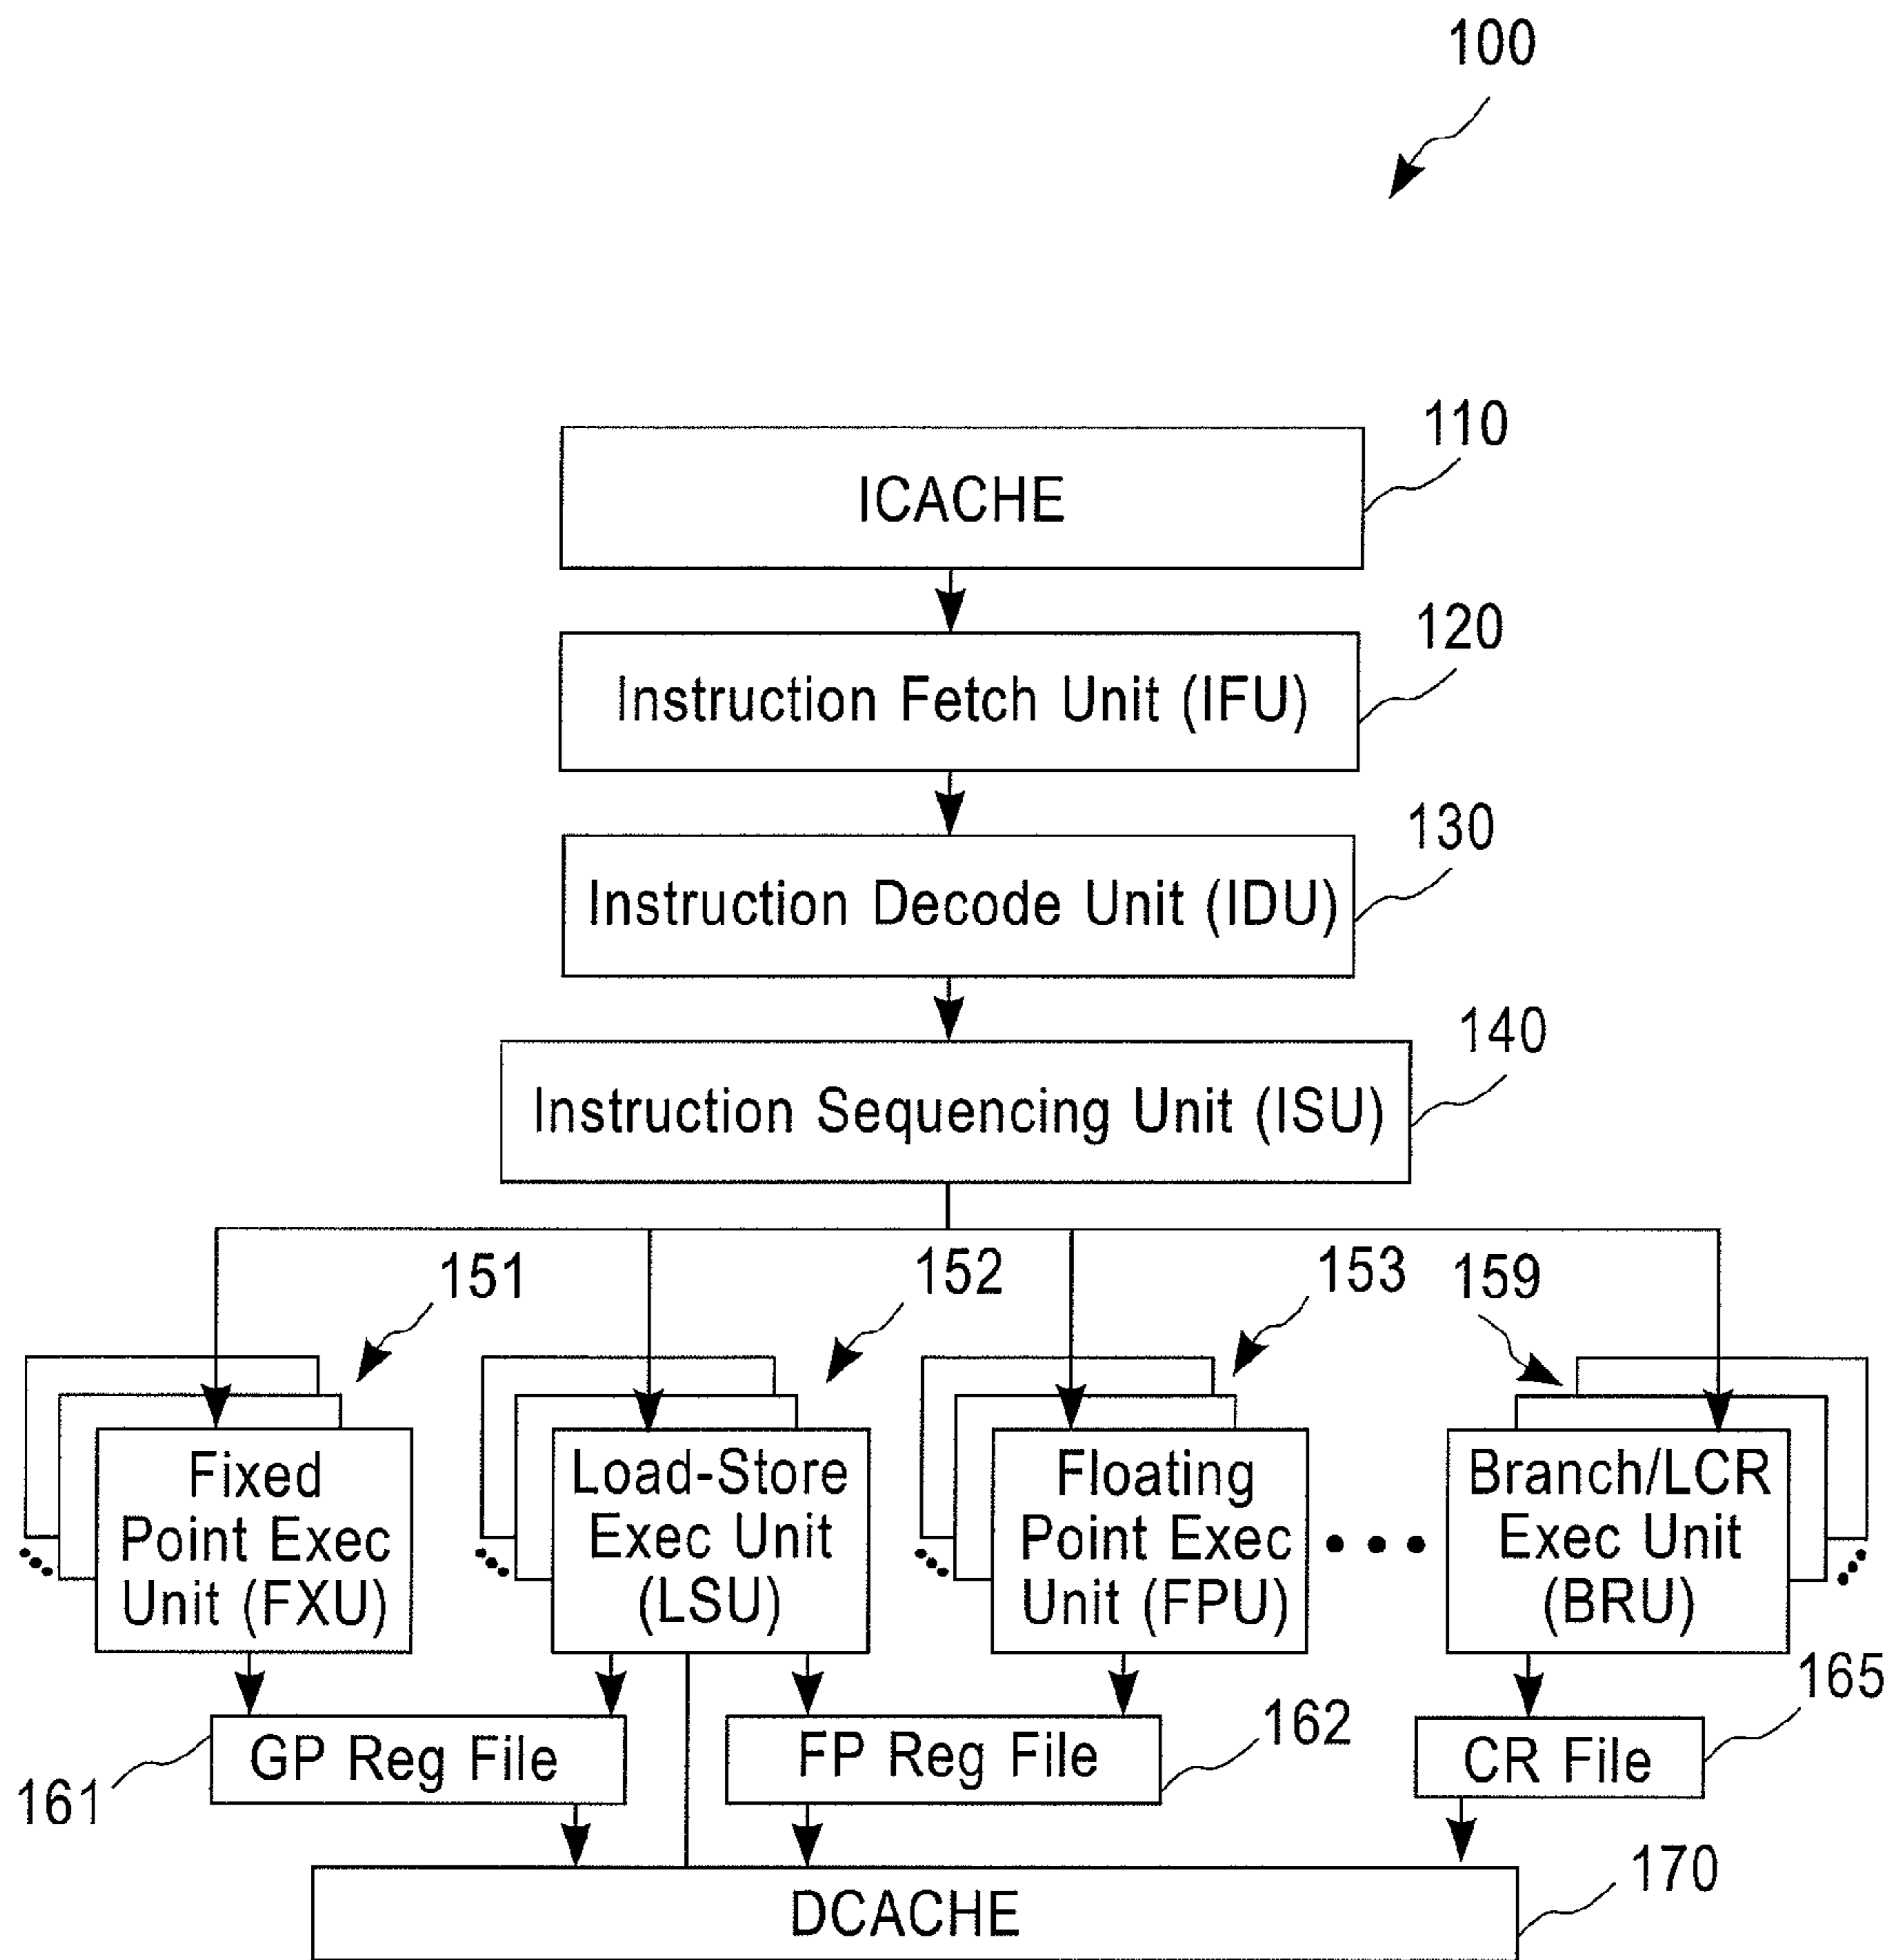 100
110
ICACHE
120
Instruction Fetch Unit (IFU)
130
Instruction Decode Unit (IDU)
140
Instruction Sequencing Unit (ISU)
151
152
153
159
Fixed
Point Exec
Unit (FXU)
Load-Store
Exec Unit
(LSU)
Floating
Point Exec
Unit (FPU)
• • •
Branch/LCR
Exec Unit
(BRU)
161
GP Reg File
FP Reg File
162
CR File
165
DCACHE
170